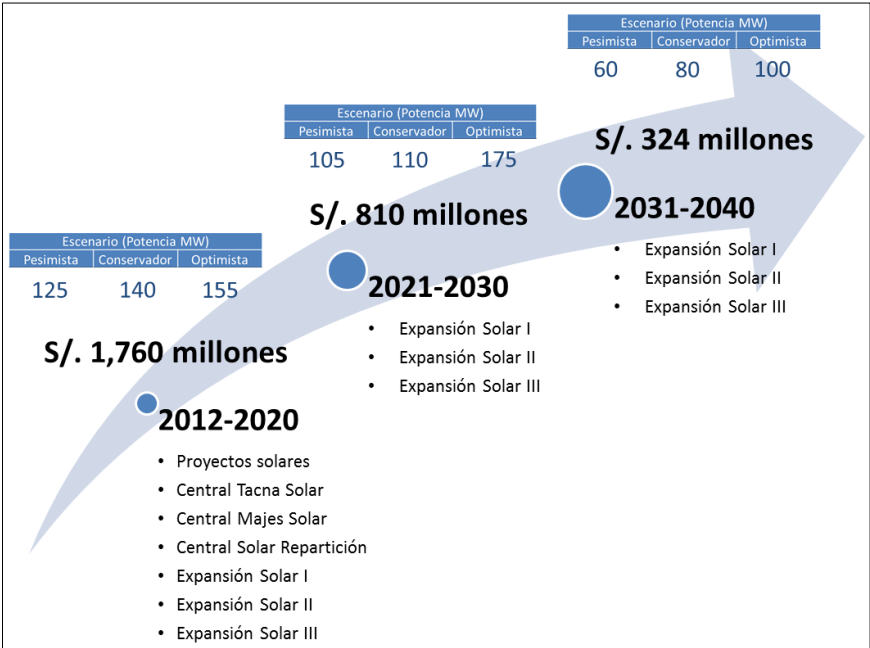 Escenario (Potencia MW)
Pesimista Conservador Optimista
60 80 100
S/. 324 millones
2031-2040
• Expansión Solar I
• Expansión Solar II
• Expansión Solar III
Escenario (Potencia MW)
Pesimista Conservador Optimista
105 110 175
S/. 810 millones
2021-2030
• Expansión Solar I
• Expansión Solar II
• Expansión Solar III
Escenario (Potencia MW)
Pesimista Conservador Optimista
125 140 155
S/. 1,760 millones
2012-2020
• Proyectos solares
• Central Tacna Solar
• Central Majes Solar
• Central Solar Repartición
• Expansión Solar I
• Expansión Solar II
• Expansión Solar III